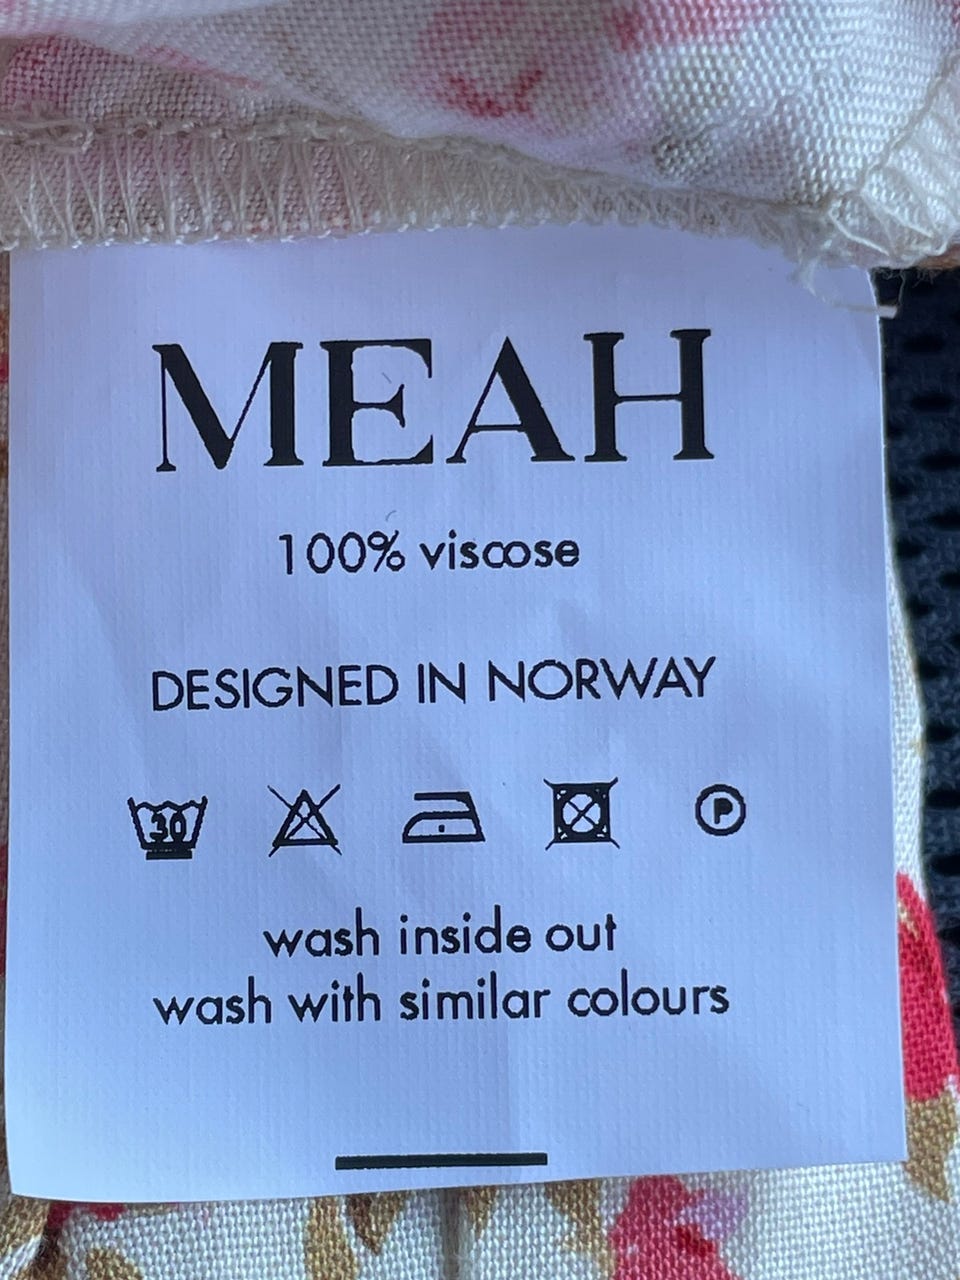 MEAH
100% viscose
DESIGNED IN NORWAY
30 P
wash inside out
wash with similar colours